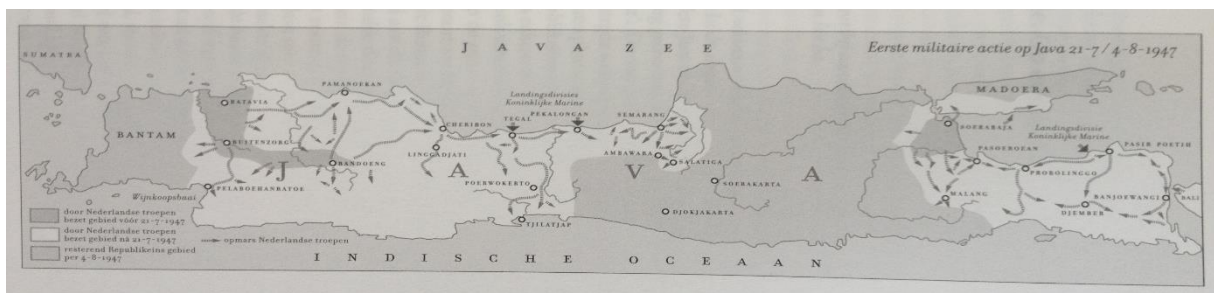 J A V A Z E E
Eerste militaire actie op Java 21-7 / 4-8-1947
SUMATRA
PAMANOEKAN
MADOERA
BATAVIA
Landingsdivisies
Koninklijke Marine
TEGAL PEKALONGAN
SEMARANG
CHERIBON
SOERABAJA
Landingsdivisie
Koninklijke Marine
BANTAM
BUITENZORG
LINGGADJATI
AMBAWARA
SALATIGA
PASOEROEAN
PASIR POETIH
BANDOENG
PROBOLINGGO
J A V A
POERWOKERTO
SOERAKARTA
PELABOEHANRATOE
Wijnkoopsbaai
MALANG
BANJOEWANGI
BALI
DJEMBER
DJOKJAKARTA
TJILATJAP
door Nederlandse troepen
bezet gebied vóór 21-7-1947
door Nederlandse troepen
bezet gebied ná 21-7-1947
opmars Nederlandse troepen
resterend Republikeins gebied
per 4-8-1947
I N D I S C H E O C E A A N